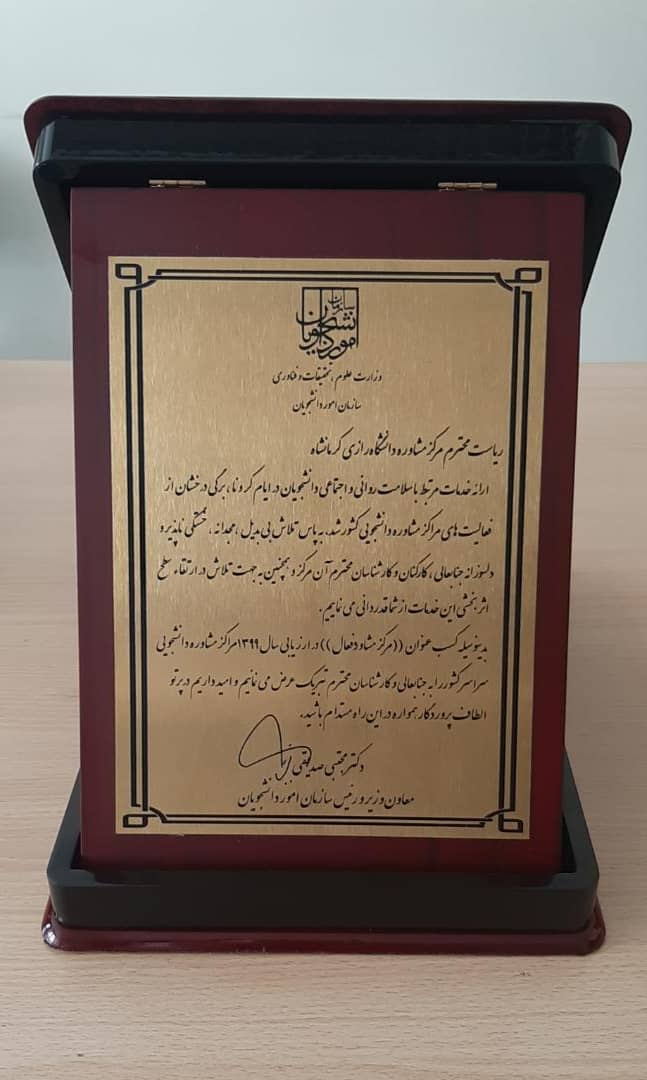 سازمان امور دانشجویان
وزارت علوم، تحقیقات و فناوری
سازمان امور دانشجویان
ریاست محترم مرکز مشاوره دانشگاه رازی کرمانشاه
ارائه خدمات مرتبط با سلامت روانی و اجتماعی دانشجویان در ایام کرونا، برگی درخشان از
فعالیت های مراکز مشاوره دانشجویی کشور شد. به پاس تلاش بی بدیل، مجدانه، خستگی ناپذیر و
دلسوزانه جنابعالی، کارکنان و کارشناسان محترم آن مرکز و همچنین به جهت تلاش در ارتقاء سطح
اثربخشی این خدمات از شما قدردانی می نماییم.
بدینوسیله کسب عنوان ((مرکز مشاوره فعال)) در ارزیابی سال ۱۳۹۹ مراکز مشاوره دانشجویی
سراسر کشور را به جنابعالی و کارشناسان محترم تبریک عرض می نمایم و امید داریم در پرتو
الطاف پروردگار همواره در این راه مستدام باشید.
دکتر مجتبی صدیقی
معاون وزیر و رئیس سازمان امور دانشجویان